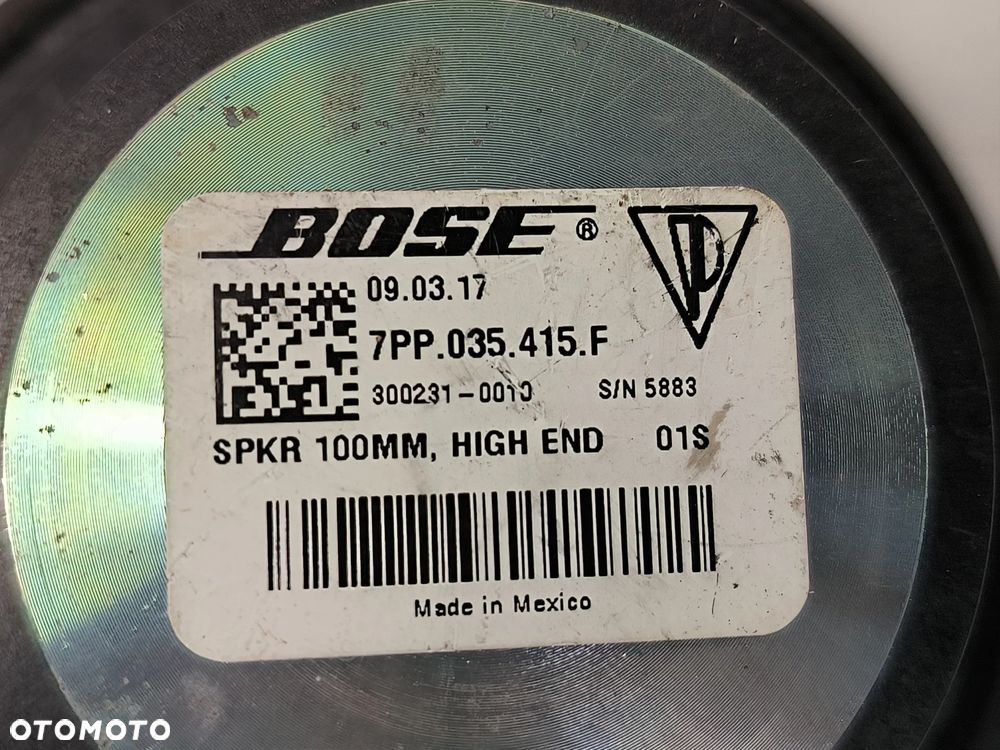 BOSE ®
09.03.17
7PP.035.415.F
300231-0010 S/N 5883
SPKR 100MM, HIGH END 01S
Made in Mexico
OTOMOTO